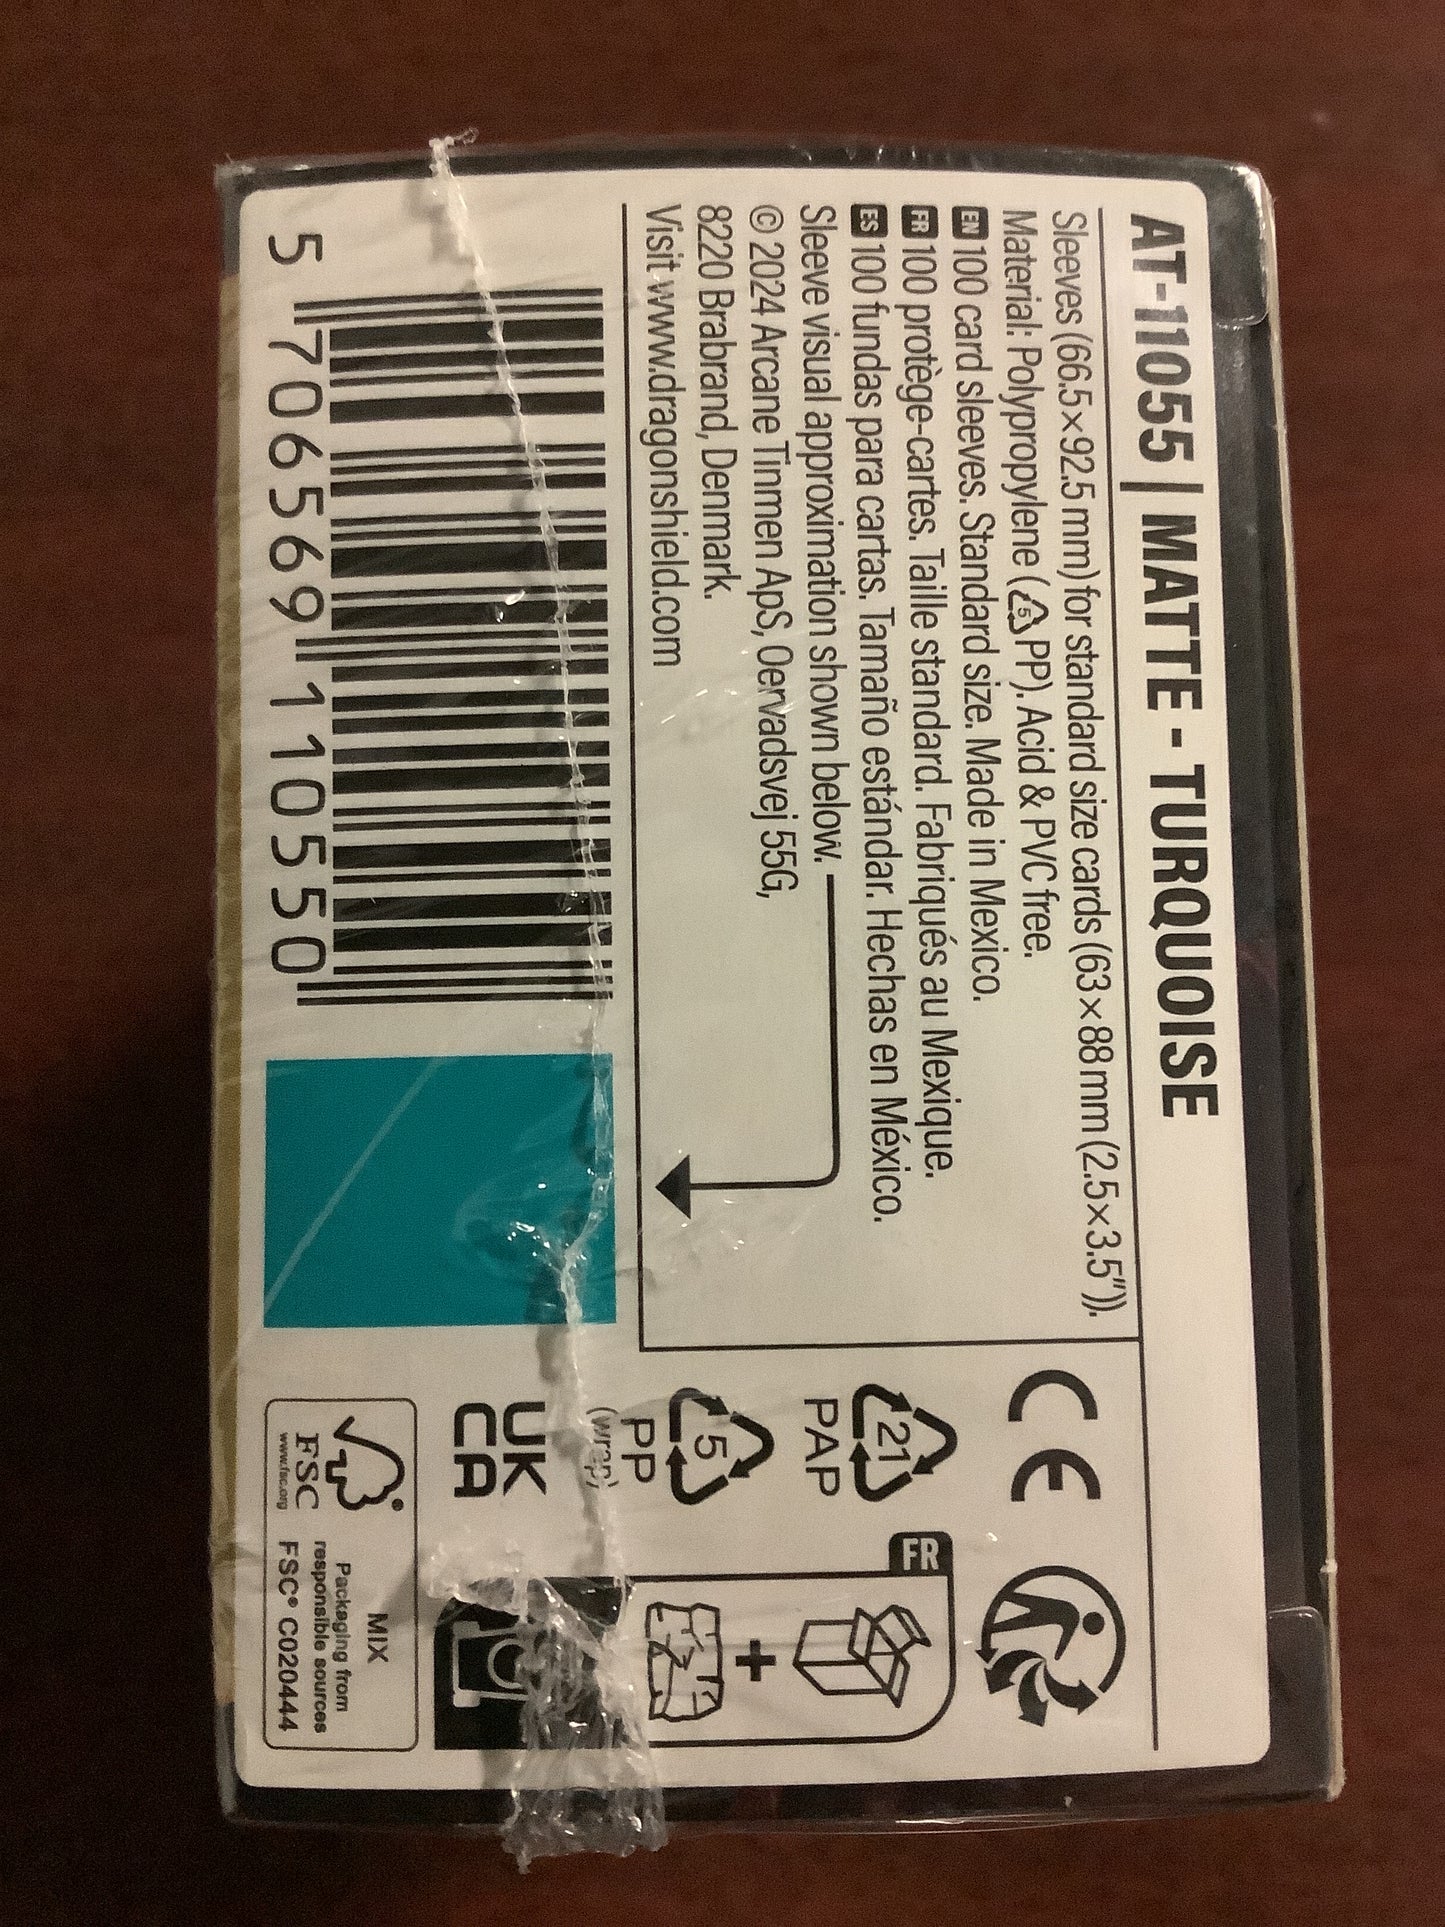 AT-11055 | MATTE - TURQUOISE
Sleeves (66.5×92.5 mm) for standard size cards (63×88 mm (2.5×3.5")).
Material: Polypropylene (5 PP). Acid & PVC free.
EN 100 card sleeves. Standard size. Made in Mexico.
FR 100 protège-cartes. Taille standard. Fabriqués au Mexique.
ES 100 fundas para cartas. Tamaño estándar. Hechas en México.
Sleeve visual approximation shown below.
© 2024 Arcane Tinmen ApS, Oervadsvej 55G,
8220 Brabrand, Denmark.
Visit www.dragonshield.com
5 706569 110550
CE
21
PAP
5
PP
(wrap)
UK
CA
FR
+
FSC®
www.fsc.org
MIX
Packaging from
responsible sources
FSC® C020444